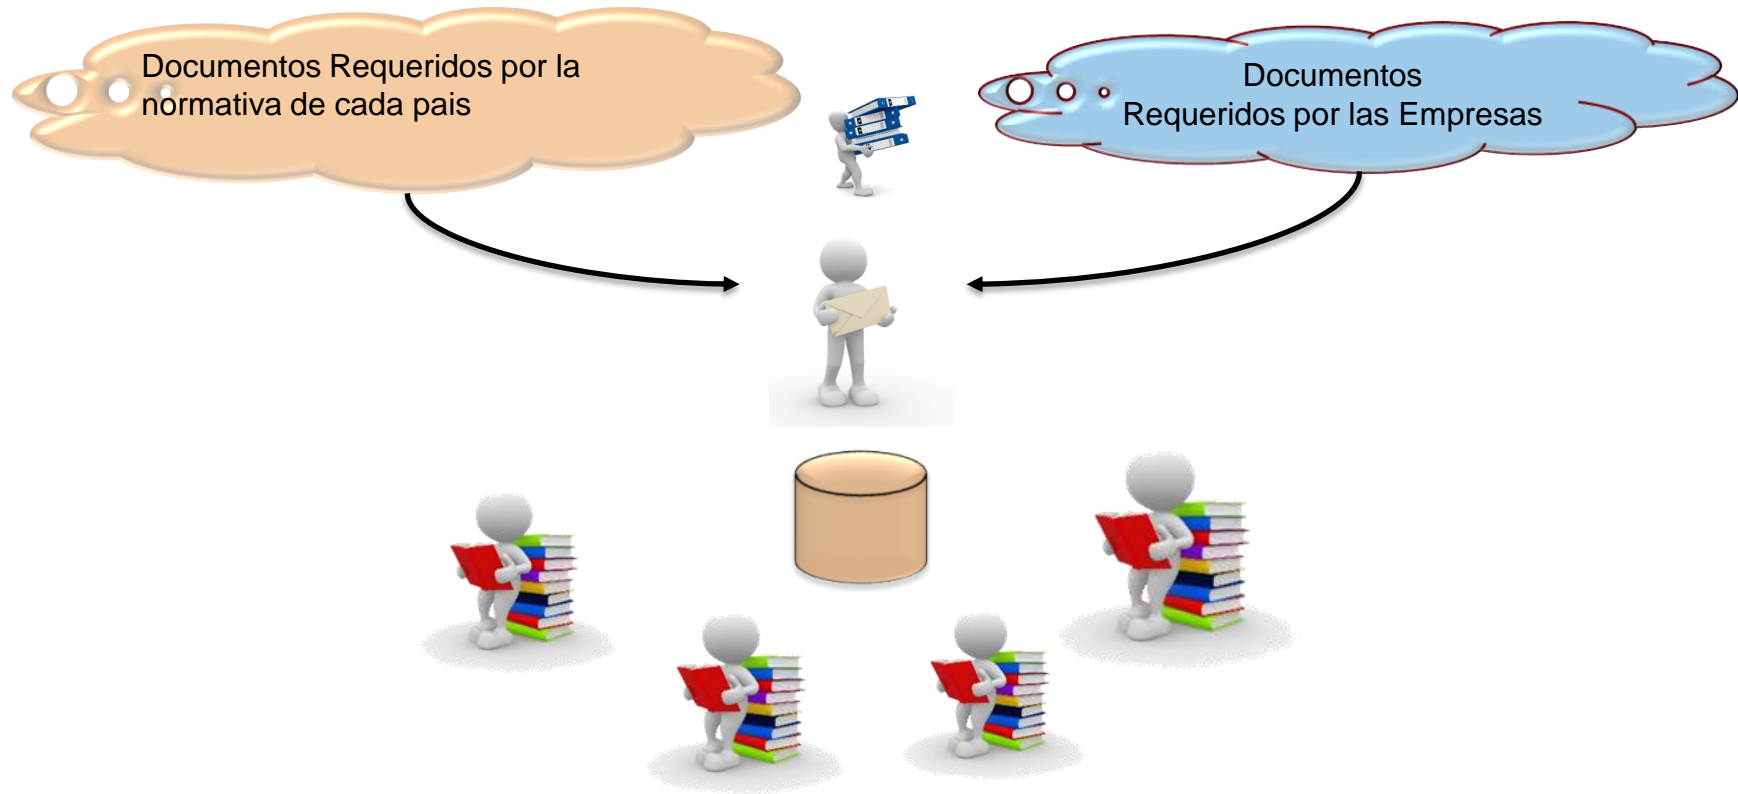 Documentos Requeridos por la
normativa de cada pais
Documentos
Requeridos por las Empresas